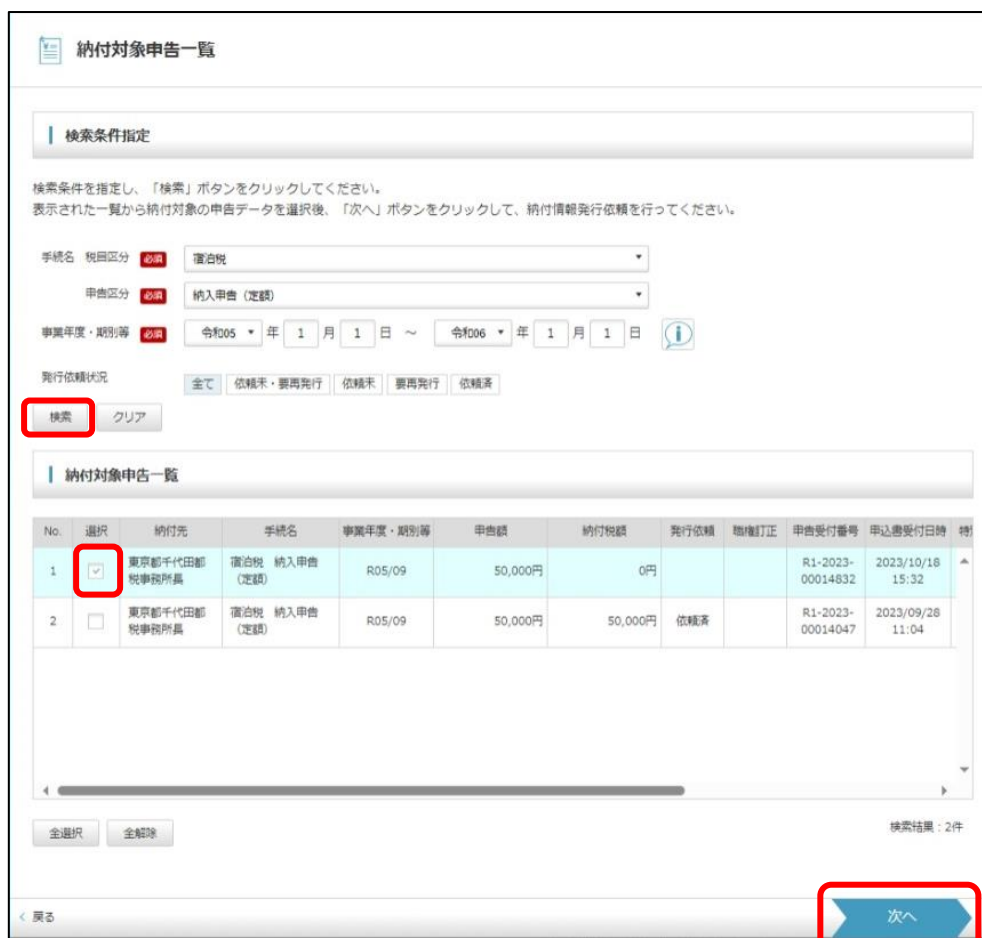 納付対象申告一覧
検索条件指定
検索条件を指定し、「検索」ボタンをクリックしてください。
表示された一覧から納付対象の申告データを選択後、「次へ」ボタンをクリックして、納付情報発行依頼を行ってください。
手続名 税目区分 必須 宿泊税
申告区分 必須 納入申告（定額）
事業年度・期別等 必須 令和05 年 1 月 1 日 ～ 令和06 年 1 月 1 日
発行依頼状況 全て 依頼未・要再発行 依頼未 要再発行 依頼済
検索 クリア
納付対象申告一覧
No. 選択 納付先 手続名 事業年度・期別等 申告額 納付税額 発行依頼 職権訂正 申告受付番号 申込書受付日時
1 東京都千代田都税事務所長 宿泊税 納入申告（定額） R05/09 50,000円 0円 R1-2023-00014832 2023/10/18 15:32
2 東京都千代田都税事務所長 宿泊税 納入申告（定額） R05/09 50,000円 50,000円 依頼済 R1-2023-00014047 2023/09/28 11:04
全選択 全解除 検索結果：2件
戻る 次へ